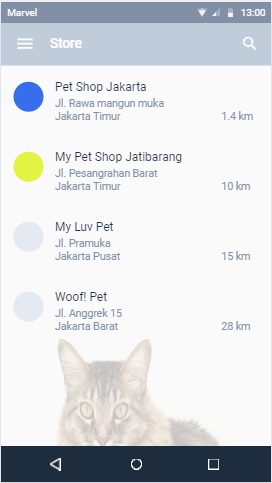 Marvel 13:00
Store
Pet Shop Jakarta
Jl. Rawa mangun muka
Jakarta Timur 1.4 km
My Pet Shop Jatibarang
Jl. Pesangrahan Barat
Jakarta Timur 10 km
My Luv Pet
Jl. Pramuka
Jakarta Pusat 15 km
Woof! Pet
Jl. Anggrek 15
Jakarta Barat 28 km